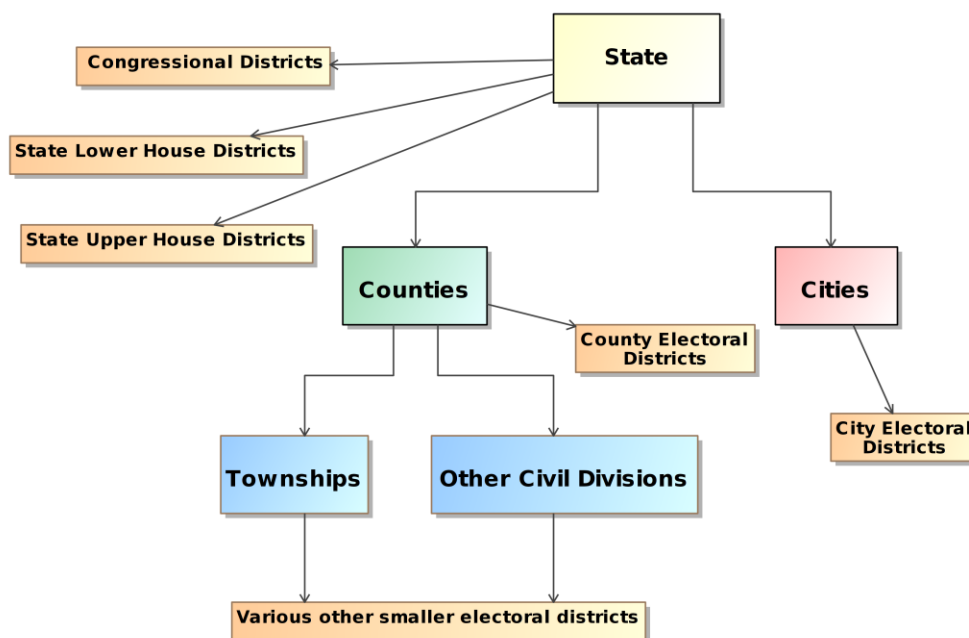 State
Congressional Districts
State Lower House Districts
State Upper House Districts
Counties
Cities
County Electoral
Districts
City Electoral
Districts
Townships
Other Civil Divisions
Various other smaller electoral districts